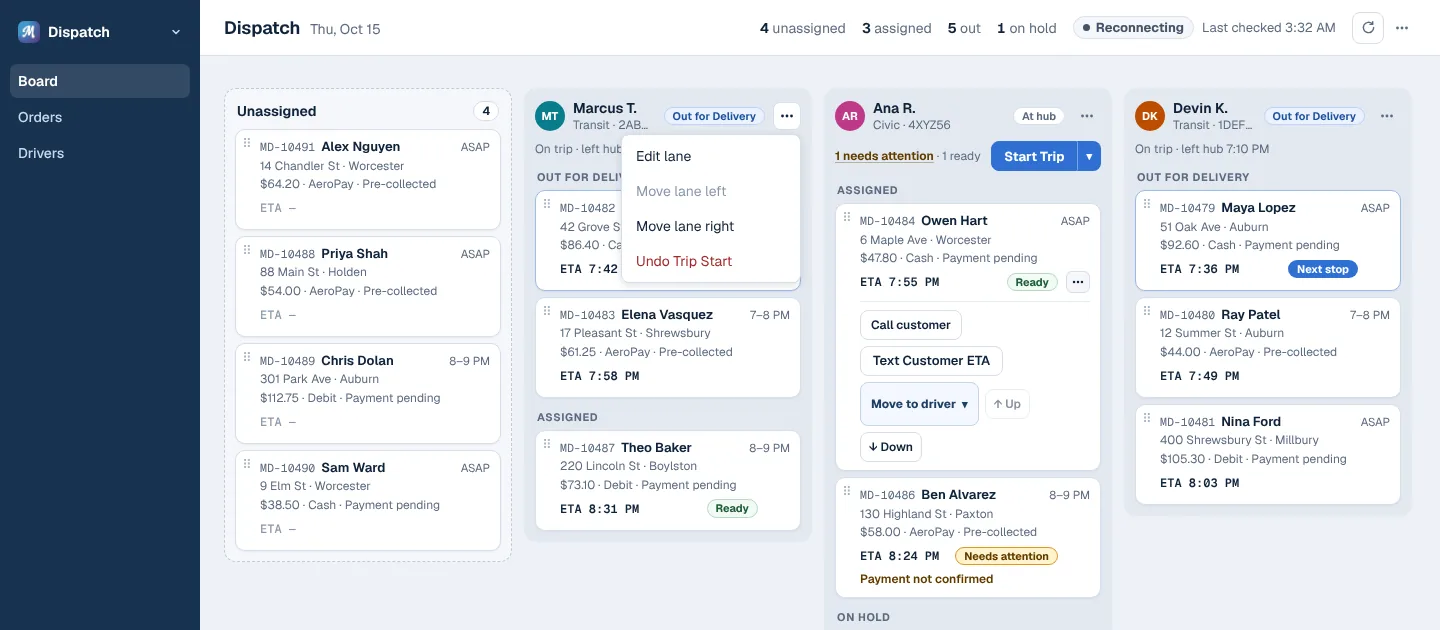 Dispatch
Board
Orders
Drivers
Dispatch Thu, Oct 15
4 unassigned 3 assigned 5 out 1 on hold Reconnecting Last checked 3:32 AM
Unassigned 4
MD-10491 Alex Nguyen ASAP
14 Chandler St · Worcester
$64.20 · AeroPay · Pre-collected
ETA –
MD-10488 Priya Shah ASAP
88 Main St · Holden
$54.00 · AeroPay · Pre-collected
ETA –
MD-10489 Chris Dolan 8–9 PM
301 Park Ave · Auburn
$112.75 · Debit · Payment pending
ETA –
MD-10490 Sam Ward ASAP
9 Elm St · Worcester
$38.50 · Cash · Payment pending
ETA –
MT Marcus T. Out for Delivery
Transit · 2AB…
On trip · left hub
Edit lane
Move lane left
Move lane right
Undo Trip Start
OUT FOR DELI
MD-10482
42 Grove S
$86.40 · Ca
ETA 7:42
MD-10483 Elena Vasquez 7–8 PM
17 Pleasant St · Shrewsbury
$61.25 · AeroPay · Pre-collected
ETA 7:58 PM
ASSIGNED
MD-10487 Theo Baker 8–9 PM
220 Lincoln St · Boylston
$73.10 · Debit · Payment pending
ETA 8:31 PM Ready
AR Ana R. At hub
Civic · 4XYZ56
1 needs attention · 1 ready Start Trip ▾
ASSIGNED
MD-10484 Owen Hart ASAP
6 Maple Ave · Worcester
$47.80 · Cash · Payment pending
ETA 7:55 PM Ready
Call customer
Text Customer ETA
Move to driver ▾ ↑ Up
↓ Down
MD-10486 Ben Alvarez 8–9 PM
130 Highland St · Paxton
$58.00 · AeroPay · Pre-collected
ETA 8:24 PM Needs attention
Payment not confirmed
ON HOLD
DK Devin K. Out for Delivery
Transit · 1DEF…
On trip · left hub 7:10 PM
OUT FOR DELIVERY
MD-10479 Maya Lopez ASAP
51 Oak Ave · Auburn
$92.60 · Cash · Payment pending
ETA 7:36 PM Next stop
MD-10480 Ray Patel 7–8 PM
12 Summer St · Auburn
$44.00 · AeroPay · Pre-collected
ETA 7:49 PM
MD-10481 Nina Ford ASAP
400 Shrewsbury St · Millbury
$105.30 · Debit · Payment pending
ETA 8:03 PM